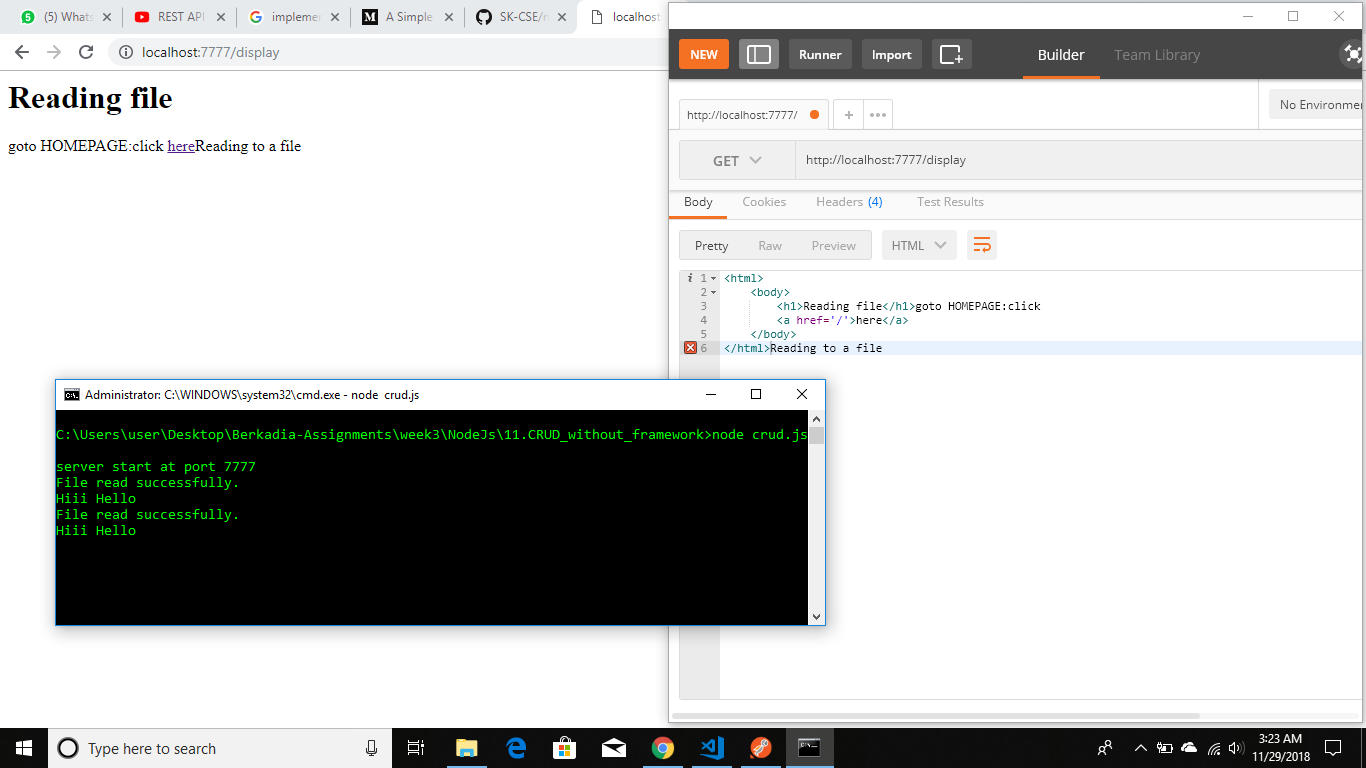 (5) Whats
REST API
implemen
A Simple
SK-CSE/n
localhost
localhost:7777/display
Reading file
goto HOMEPAGE:click hereReading to a file
NEW
Runner
Import
Builder
Team Library
No Environme
http://localhost:7777/
GET
http://localhost:7777/display
Body
Cookies
Headers (4)
Test Results
Pretty
Raw
Preview
HTML
i 1 <html>
2 <body>
3 <h1>Reading file</h1>goto HOMEPAGE:click
4 <a href='/'>here</a>
5 </body>
6 </html>Reading to a file
Administrator: C:\WINDOWS\system32\cmd.exe - node crud.js
C:\Users\user\Desktop\Berkadia-Assignments\week3\NodeJs\11.CRUD_without_framework>node crud.js
server start at port 7777
File read successfully.
Hiii Hello
File read successfully.
Hiii Hello
Type here to search
3:23 AM
11/29/2018